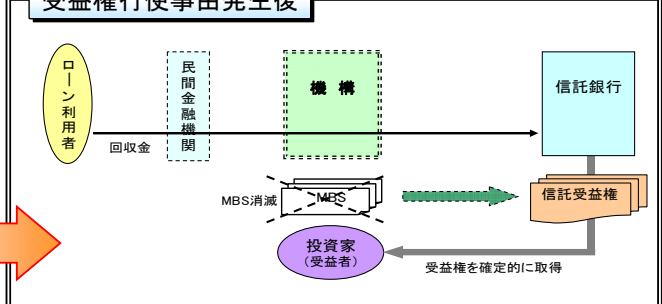 受益権行使事由発生後
ローン利用者
民間金融機関
機 構
信託銀行
回収金
MBS消滅
MBS
信託受益権
投資家
（受益者）
受益権を確定的に取得